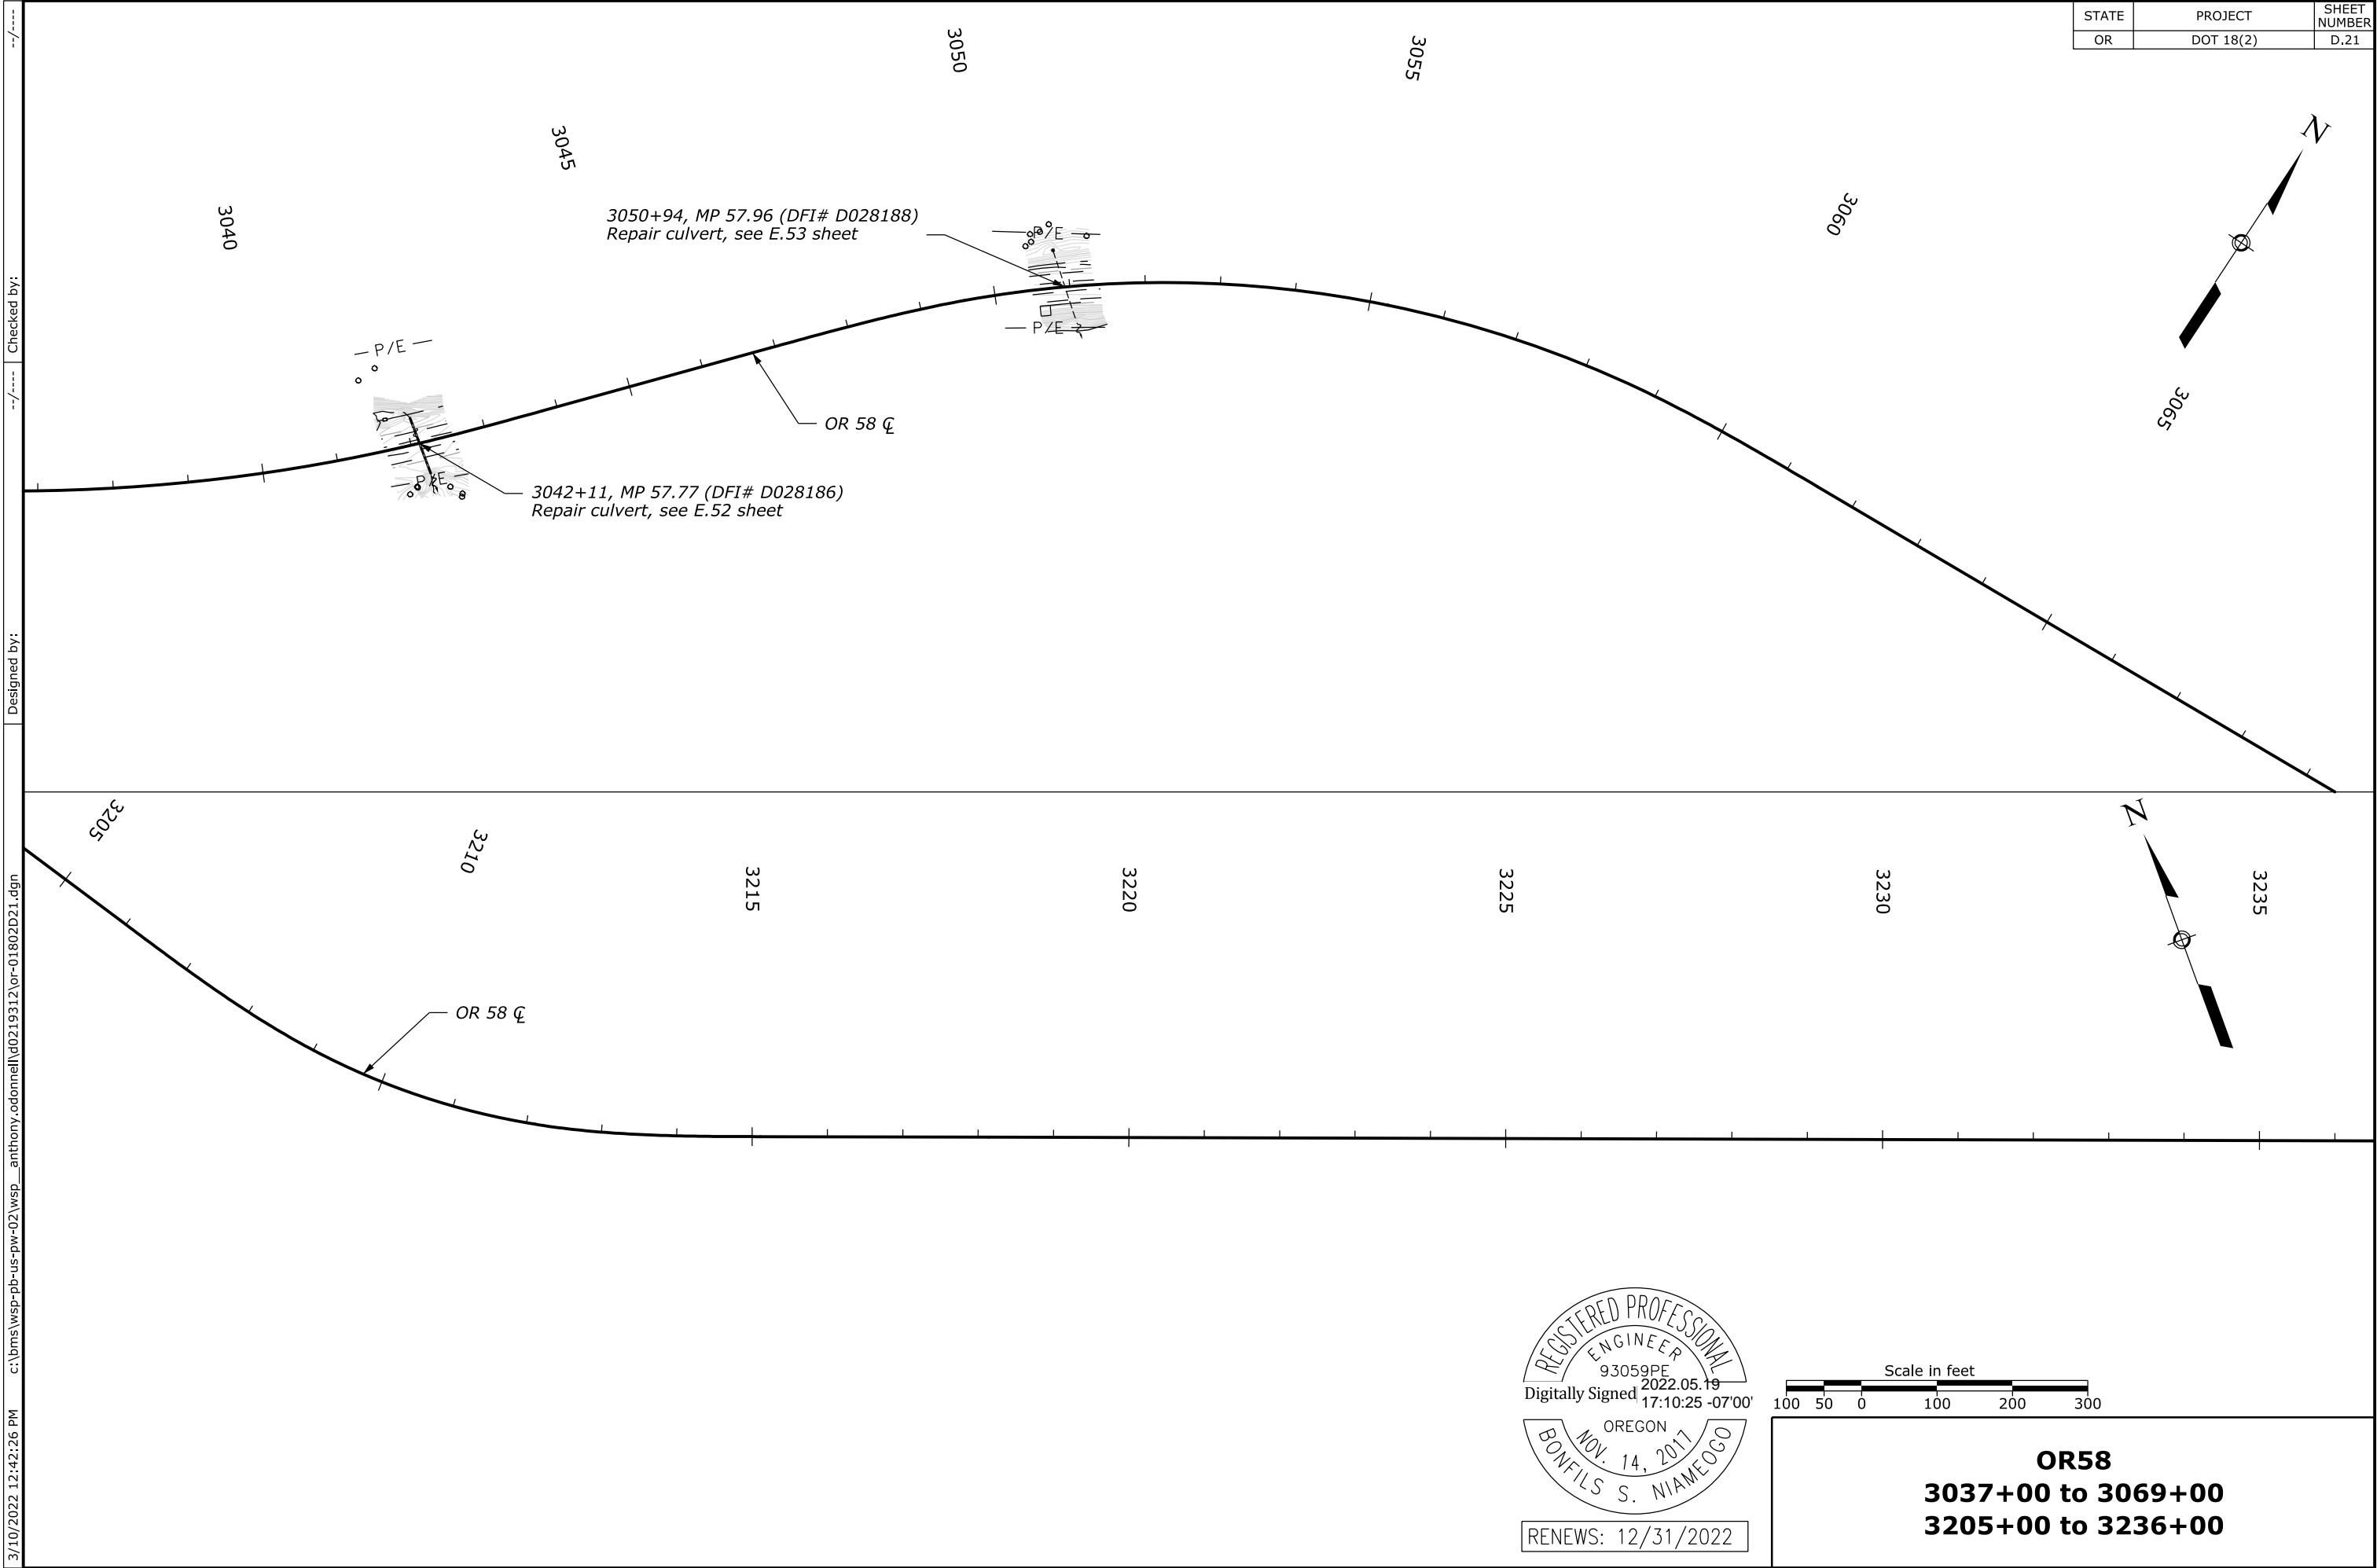 STATE PROJECT SHEET NUMBER
OR DOT 18(2) D.21
3040
3045
3050
3055
3060
3065
N
3050+94, MP 57.96 (DFI# D028188)
Repair culvert, see E.53 sheet
P/E
P/E
P/E
P/E
OR 58 ℄
3042+11, MP 57.77 (DFI# D028186)
Repair culvert, see E.52 sheet
3205
3210
3215
3220
3225
3230
3235
N
OR 58 ℄
REGISTERED PROFESSIONAL
ENGINEER
93059PE
Digitally Signed
2022.05.19
17:10:25 -07'00'
OREGON
NOV. 14, 2017
BONFILS S. NIAMEOGO
RENEWS: 12/31/2022
Scale in feet
100 50 0 100 200 300
OR58
3037+00 to 3069+00
3205+00 to 3236+00
3/10/2022 12:42:26 PM c:\bms\wsp-pb-us-pw-02\wsp__anthony.odonnell\d0219312\or-01802D21.dgn Designed by: --/---- Checked by: --/----